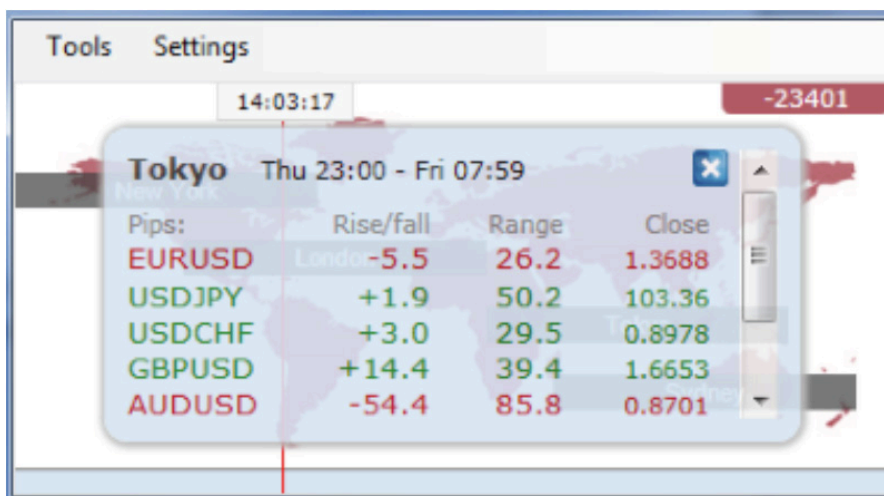 Tools Settings
14:03:17 -23401
Tokyo Thu 23:00 - Fri 07:59
New York
Pips: Rise/fall Range Close
London
EURUSD -5.5 26.2 1.3688
USDJPY +1.9 50.2 103.36
Tokyo
USDCHF +3.0 29.5 0.8978
GBPUSD +14.4 39.4 1.6653
Sydney
AUDUSD -54.4 85.8 0.8701